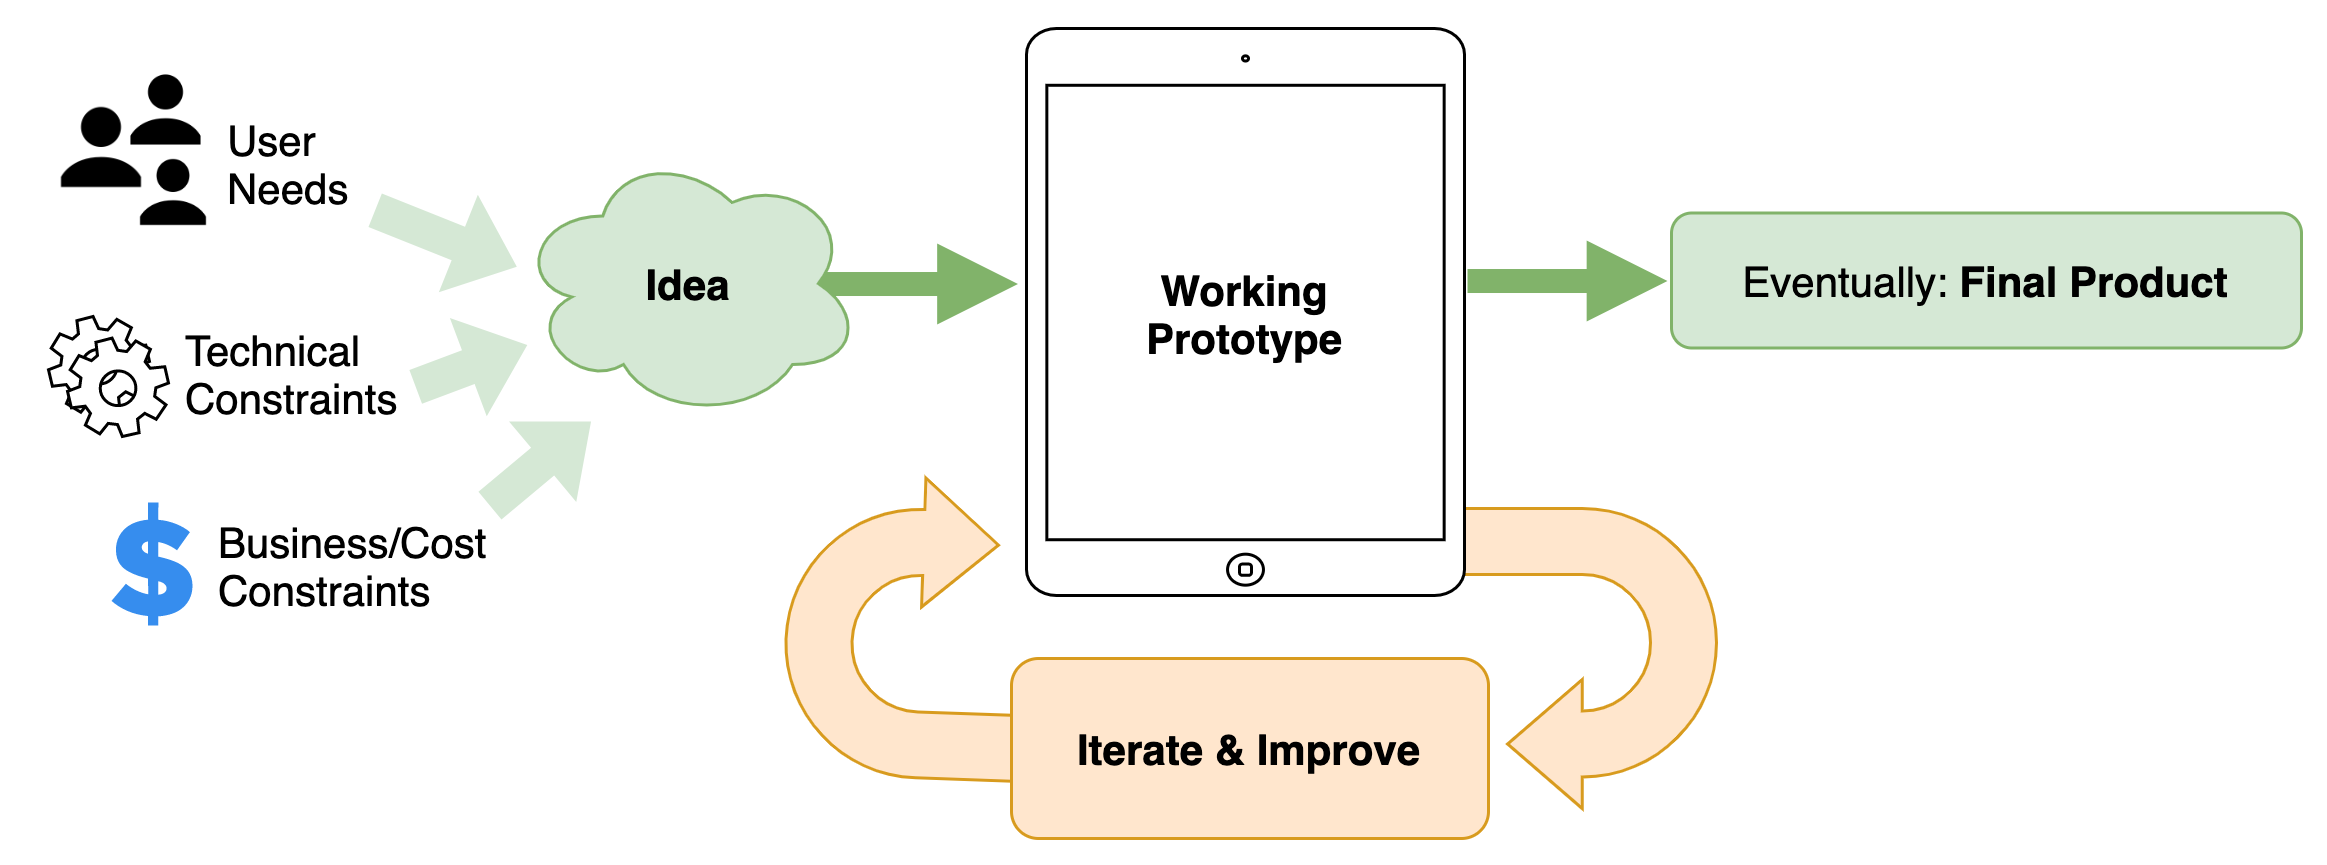 User
Needs
Technical
Constraints
Business/Cost
Constraints
Idea
Working
Prototype
Eventually: Final Product
Iterate & Improve